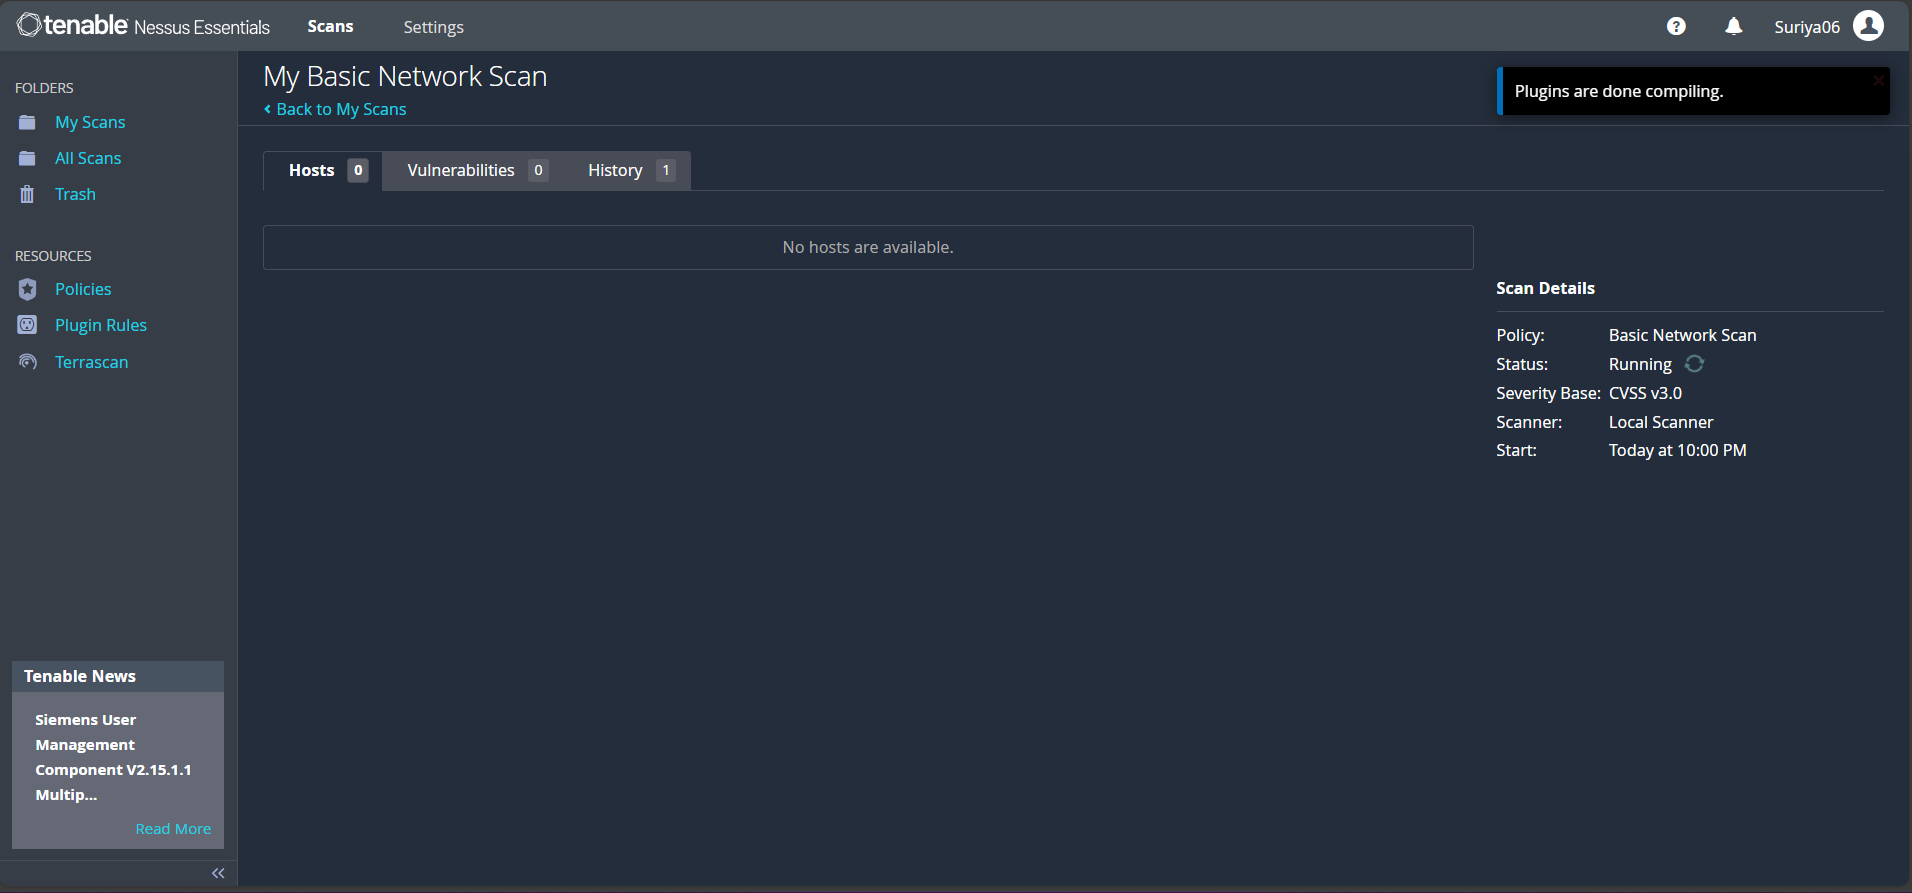 tenable Nessus Essentials
Scans
Settings
?
Suriya06
FOLDERS
My Scans
All Scans
Trash
RESOURCES
Policies
Plugin Rules
Terrascan
Tenable News
Siemens User
Management
Component V2.15.1.1
Multip...
Read More
My Basic Network Scan
Back to My Scans
Plugins are done compiling.
Hosts 0
Vulnerabilities 0
History 1
No hosts are available.
Scan Details
Policy: Basic Network Scan
Status: Running
Severity Base: CVSS v3.0
Scanner: Local Scanner
Start: Today at 10:00 PM